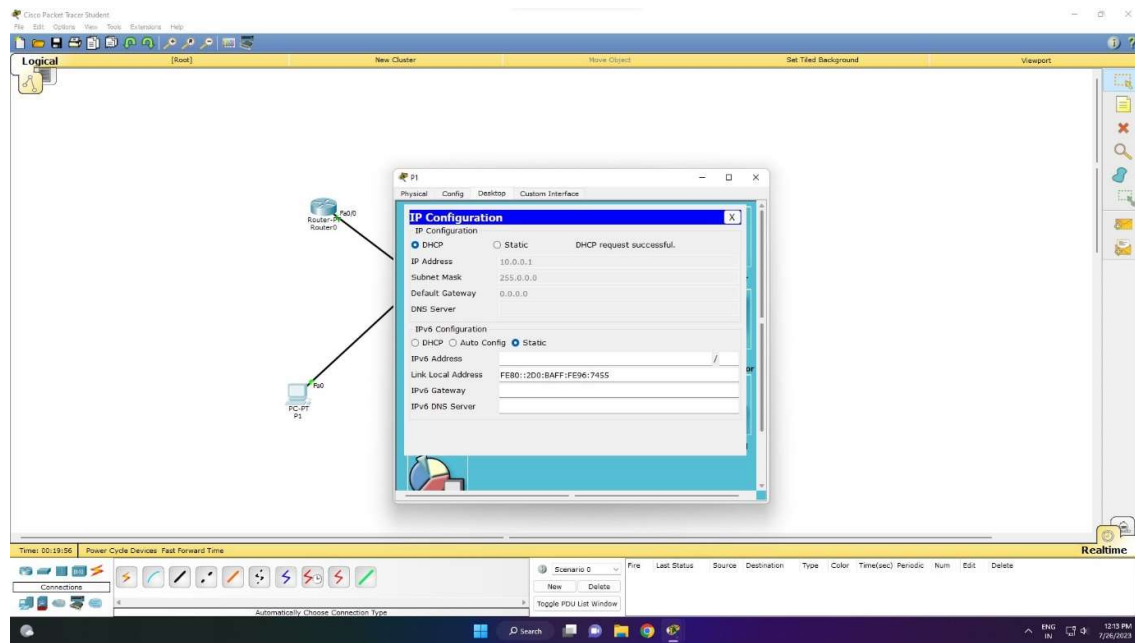 Cisco Packet Tracer Student
File Edit Options View Tools Extensions Help
Logical [Root] New Cluster Move Object Set Tiled Background Viewport
P1
Physical Config Desktop Custom Interface
IP Configuration X
IP Configuration
DHCP Static DHCP request successful.
IP Address 10.0.0.1
Subnet Mask 255.0.0.0
Default Gateway 0.0.0.0
DNS Server
IPv6 Configuration
DHCP Auto Config Static
IPv6 Address /
Link Local Address FE80::2D0:BAFF:FE96:7455
IPv6 Gateway
IPv6 DNS Server
Fa0/0
Router-PT
Router0
Fa0
PC-PT
P1
Time: 00:19:56 Power Cycle Devices Fast Forward Time Realtime
Scenario 0 Fire Last Status Source Destination Type Color Time(sec) Periodic Num Edit Delete
New Delete
Toggle PDU List Window
Connections
Automatically Choose Connection Type
Search
ENG
IN
12:13 PM
7/26/2023